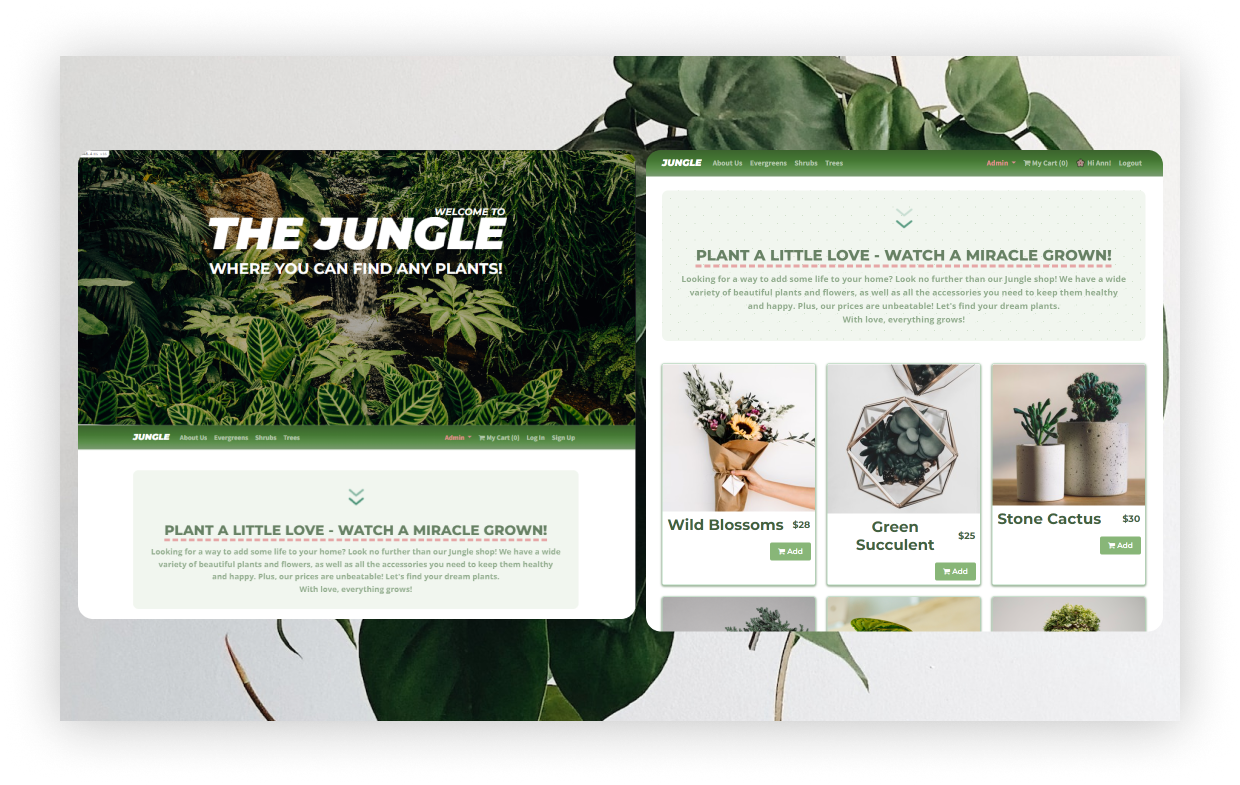 WELCOME TO
THE JUNGLE
WHERE YOU CAN FIND ANY PLANTS!
JUNGLE About Us Evergreens Shrubs Trees Admin My Cart (0) Log In Sign Up
PLANT A LITTLE LOVE - WATCH A MIRACLE GROWN!
Looking for a way to add some life to your home? Look no further than our Jungle shop! We have a wide
variety of beautiful plants and flowers, as well as all the accessories you need to keep them healthy
and happy. Plus, our prices are unbeatable! Let's find your dream plants.
With love, everything grows!
JUNGLE About Us Evergreens Shrubs Trees Admin My Cart (0) Hi Ann! Logout
PLANT A LITTLE LOVE - WATCH A MIRACLE GROWN!
Looking for a way to add some life to your home? Look no further than our Jungle shop! We have a wide
variety of beautiful plants and flowers, as well as all the accessories you need to keep them healthy
and happy. Plus, our prices are unbeatable! Let's find your dream plants.
With love, everything grows!
Wild Blossoms $28
Add
Green
Succulent $25
Add
Stone Cactus $30
Add